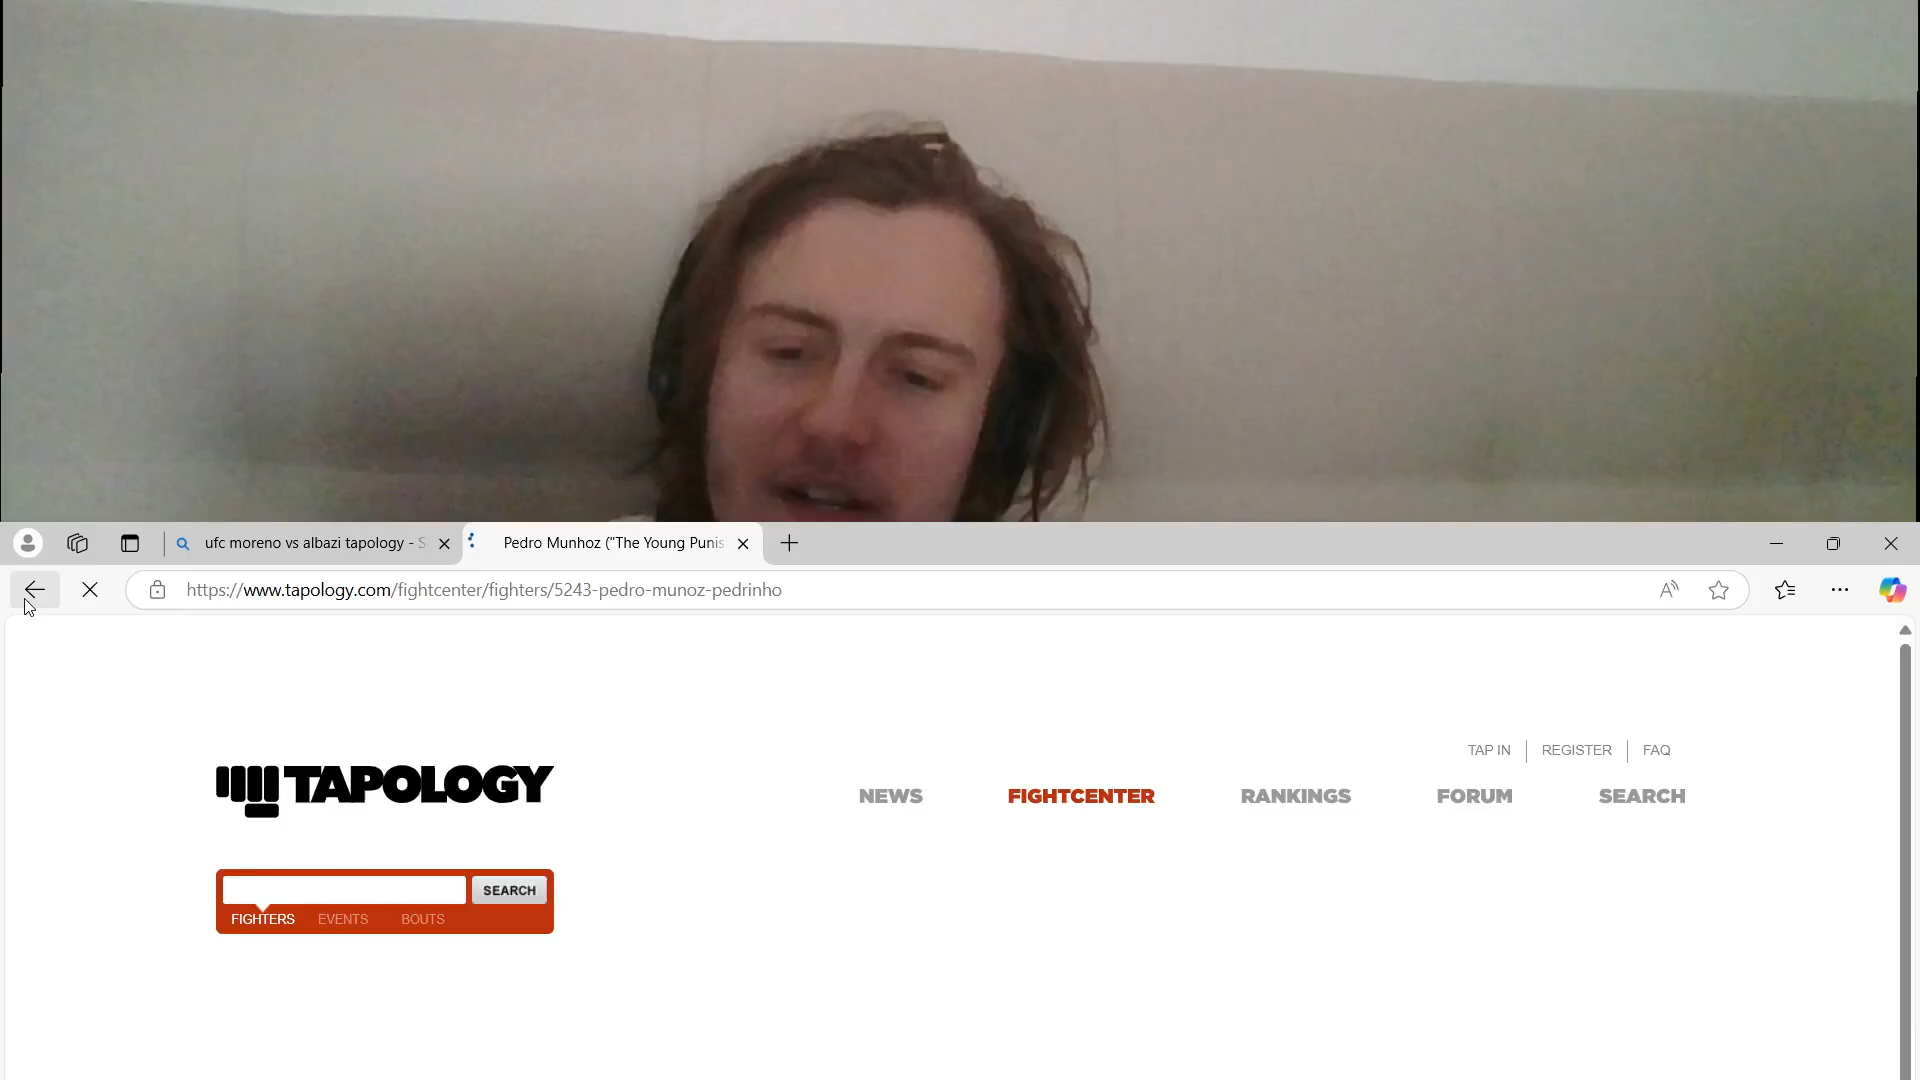 ufc moreno vs albazi tapology - S
Pedro Munhoz ("The Young Punis
https://www.tapology.com/fightcenter/fighters/5243-pedro-munoz-pedrinho
TAP IN
REGISTER
FAQ
TAPOLOGY
NEWS
FIGHTCENTER
RANKINGS
FORUM
SEARCH
SEARCH
FIGHTERS
EVENTS
BOUTS